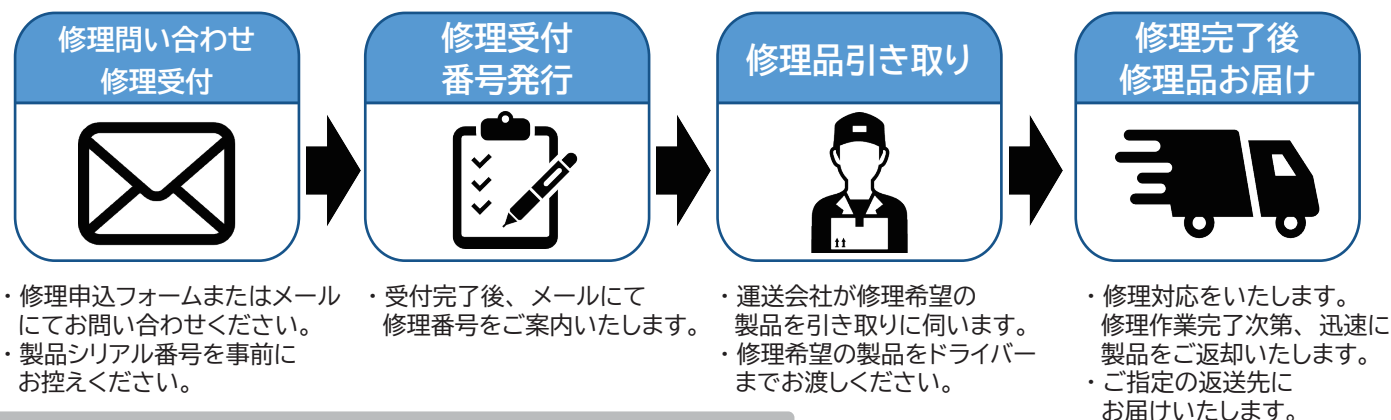 修理問い合わせ
修理受付
・修理申込フォームまたはメール
にてお問い合わせください。
・製品シリアル番号を事前に
お控えください。
修理受付
番号発行
・受付完了後、メールにて
修理番号をご案内いたします。
修理品引き取り
・運送会社が修理希望の
製品を引き取りに伺います。
・修理希望の製品をドライバー
までお渡しください。
修理完了後
修理品お届け
・修理対応をいたします。
修理作業完了次第、迅速に
製品をご返却いたします。
・ご指定の返送先に
お届けいたします。